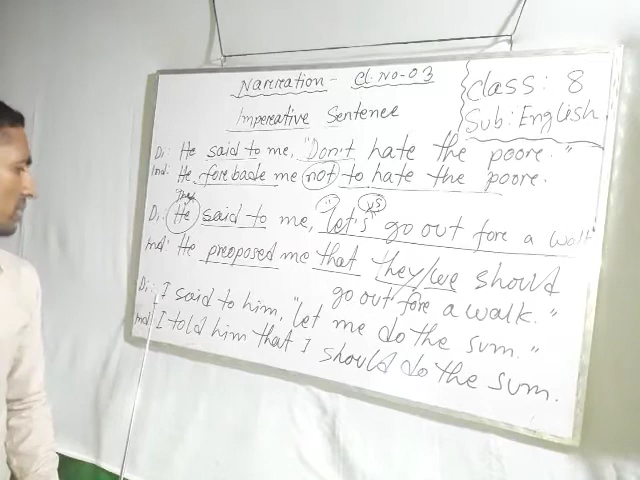 Narration - Cl. No-03
Class: 8
Imperative Sentence
Sub: English
Di: He said to me, "Don't hate the poore."
Ind: He forebade me not to hate the poore.
Di: He said to me, "let's" go out fore a walk"
us
Ind: He preoposed me that they/we should
go out fore a walk."
Di: I said to him, "let me do the sum."
Ind: I told him that I should do the sum.